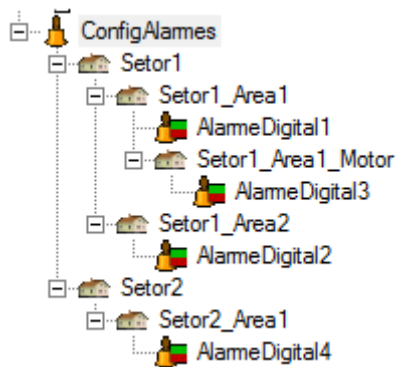 ConfigAlarmes
Setor1
Setor1_Area1
AlarmeDigital1
Setor1_Area1_Motor
AlarmeDigital3
Setor1_Area2
AlarmeDigital2
Setor2
Setor2_Area1
AlarmeDigital4